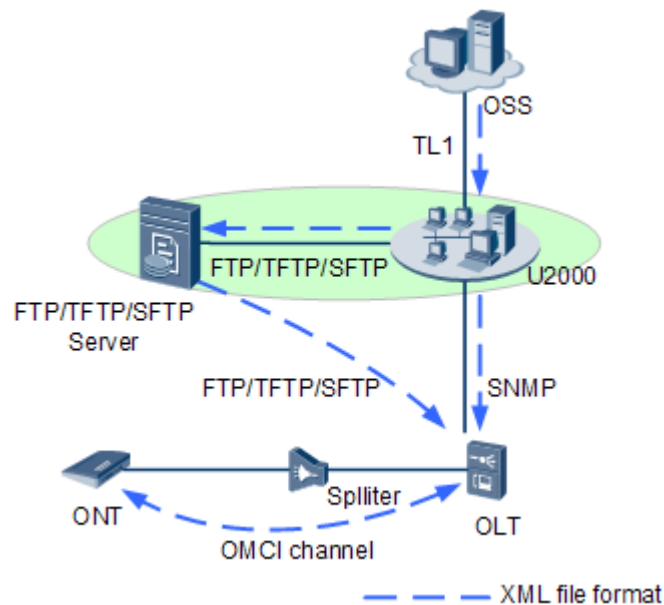 OSS
TL1
FTP/TFTP/SFTP
U2000
FTP/TFTP/SFTP
Server
FTP/TFTP/SFTP
SNMP
ONT
Splliter
OLT
OMCI channel
XML file format